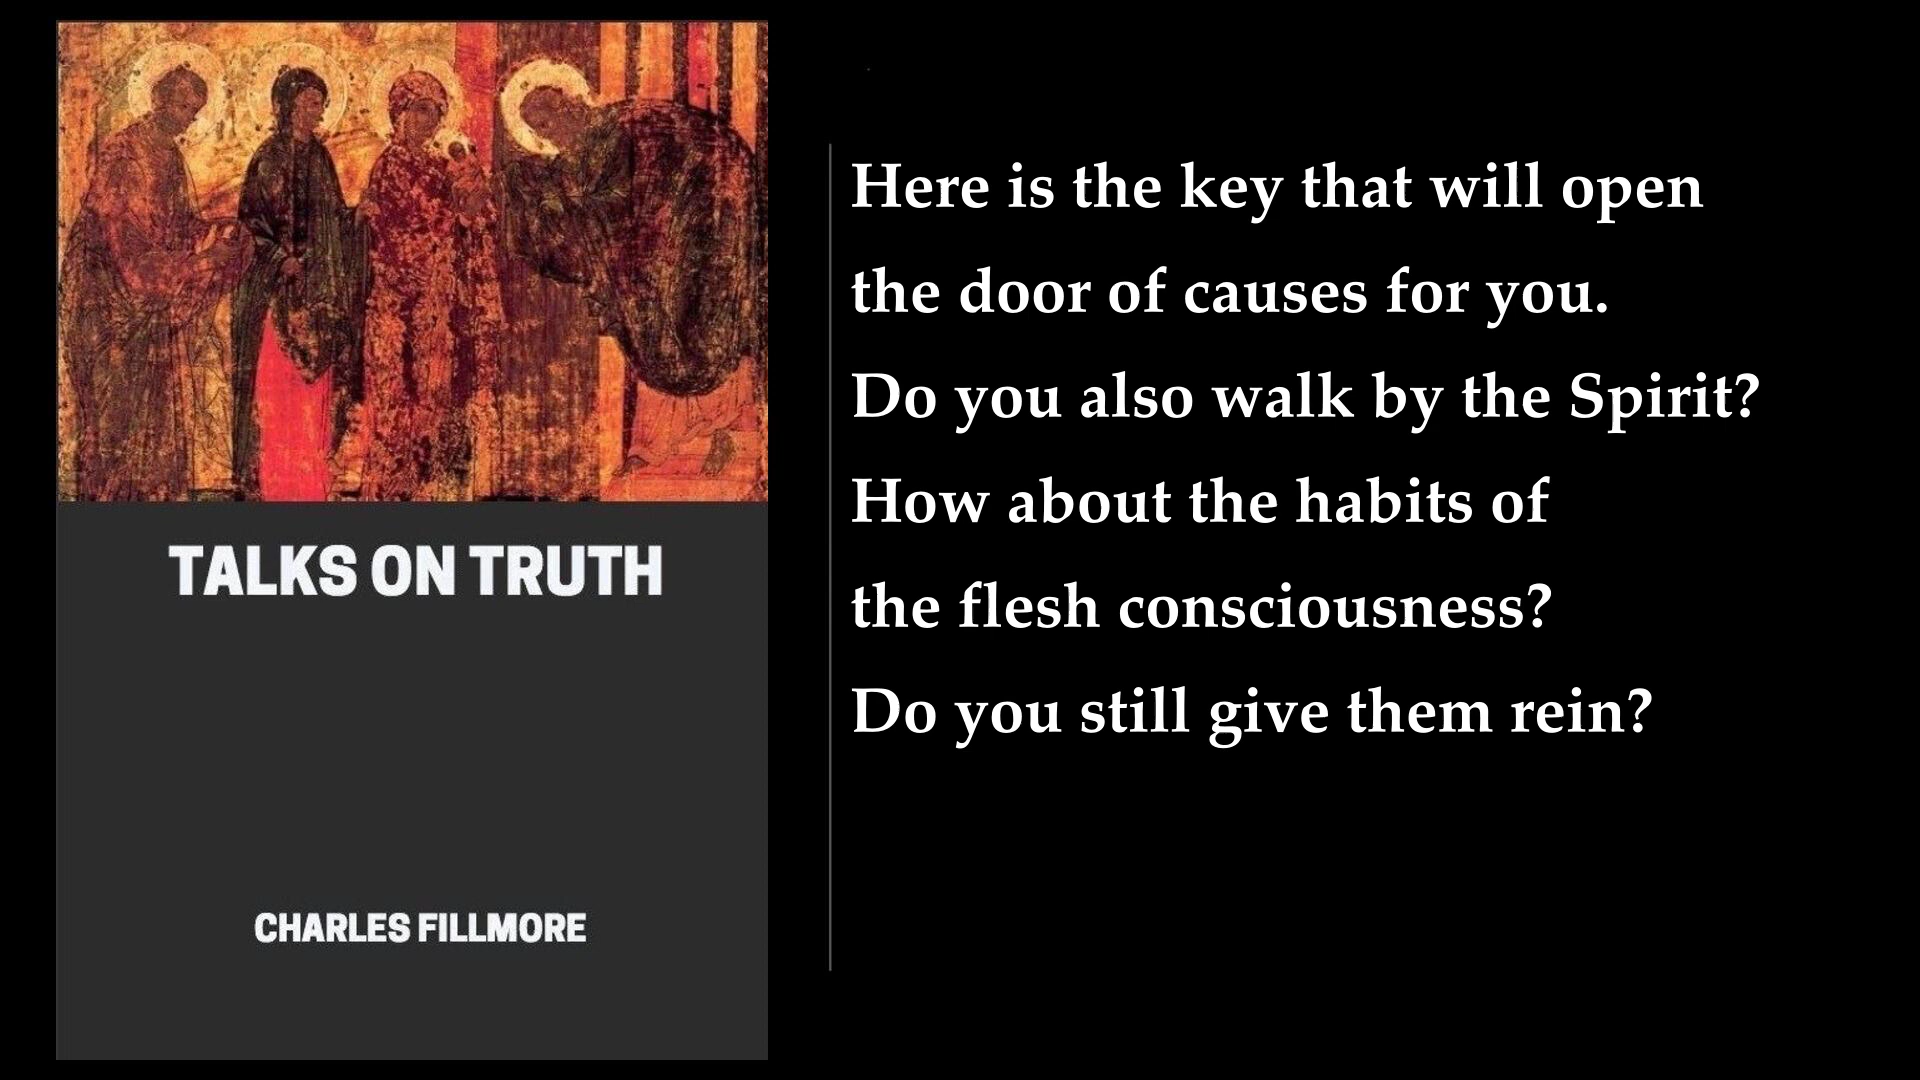 TALKS ON TRUTH
CHARLES FILLMORE
Here is the key that will open
the door of causes for you.
Do you also walk by the Spirit?
How about the habits of
the flesh consciousness?
Do you still give them rein?